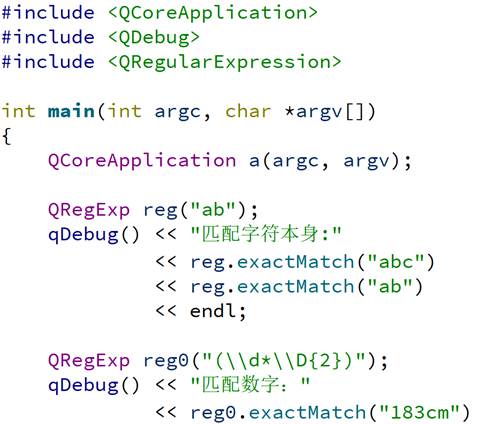 #include <QCoreApplication>
#include <QDebug>
#include <QRegularExpression>
int main(int argc, char *argv[])
{
QCoreApplication a(argc, argv);
QRegExp reg("ab");
qDebug() << "匹配字符本身:"
<< reg.exactMatch("abc")
<< reg.exactMatch("ab")
<< endl;
QRegExp reg0("(\\d*\\D{2})");
qDebug() << "匹配数字："
<< reg0.exactMatch("183cm")